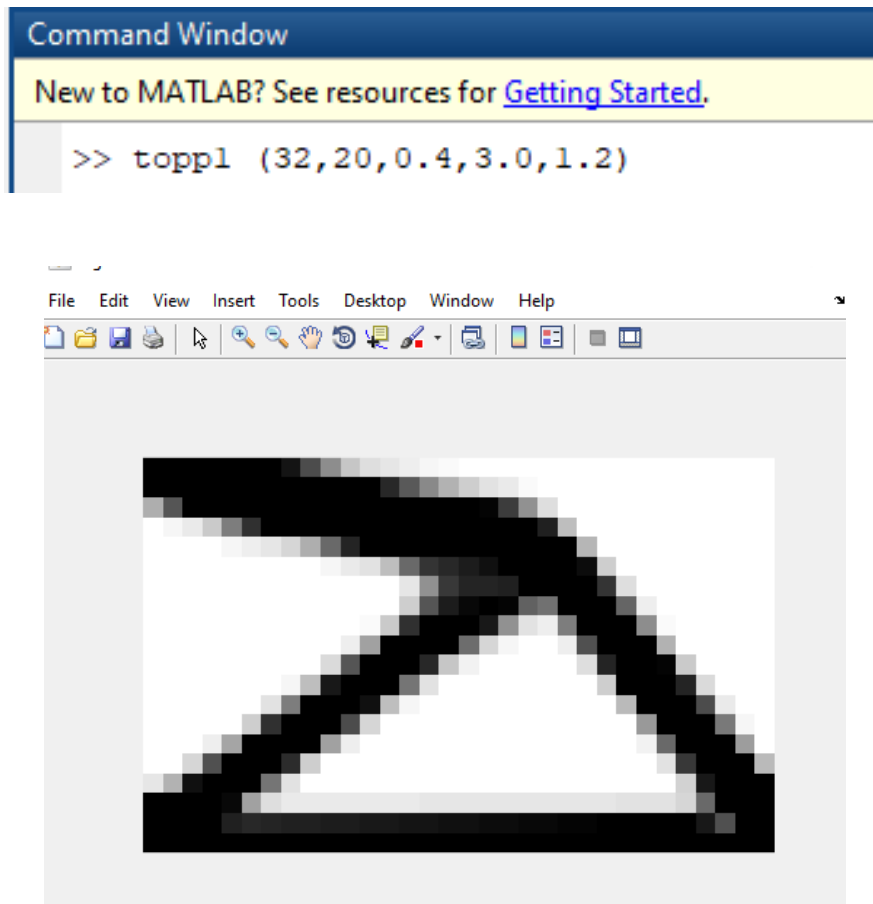 Command Window
New to MATLAB? See resources for Getting Started.
>> topp1 (32,20,0.4,3.0,1.2)
File Edit View Insert Tools Desktop Window Help